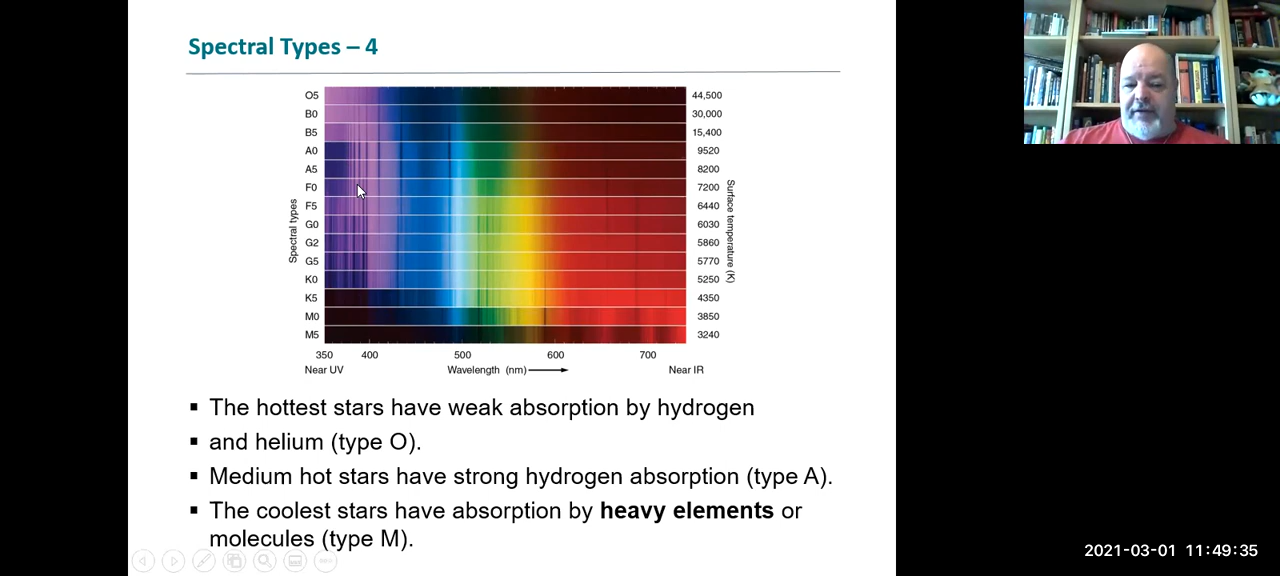 Spectral Types – 4
O5 44,500
B0 30,000
B5 15,400
A0 9520
A5 8200
F0 7200
F5 6440
G0 6030
G2 5860
G5 5770
K0 5250
K5 4350
M0 3850
M5 3240
Spectral types
Surface temperature (K)
350 400 500 600 700
Near UV Wavelength (nm) Near IR
▪ The hottest stars have weak absorption by hydrogen
▪ and helium (type O).
▪ Medium hot stars have strong hydrogen absorption (type A).
▪ The coolest stars have absorption by heavy elements or
molecules (type M).
2021-03-01 11:49:35